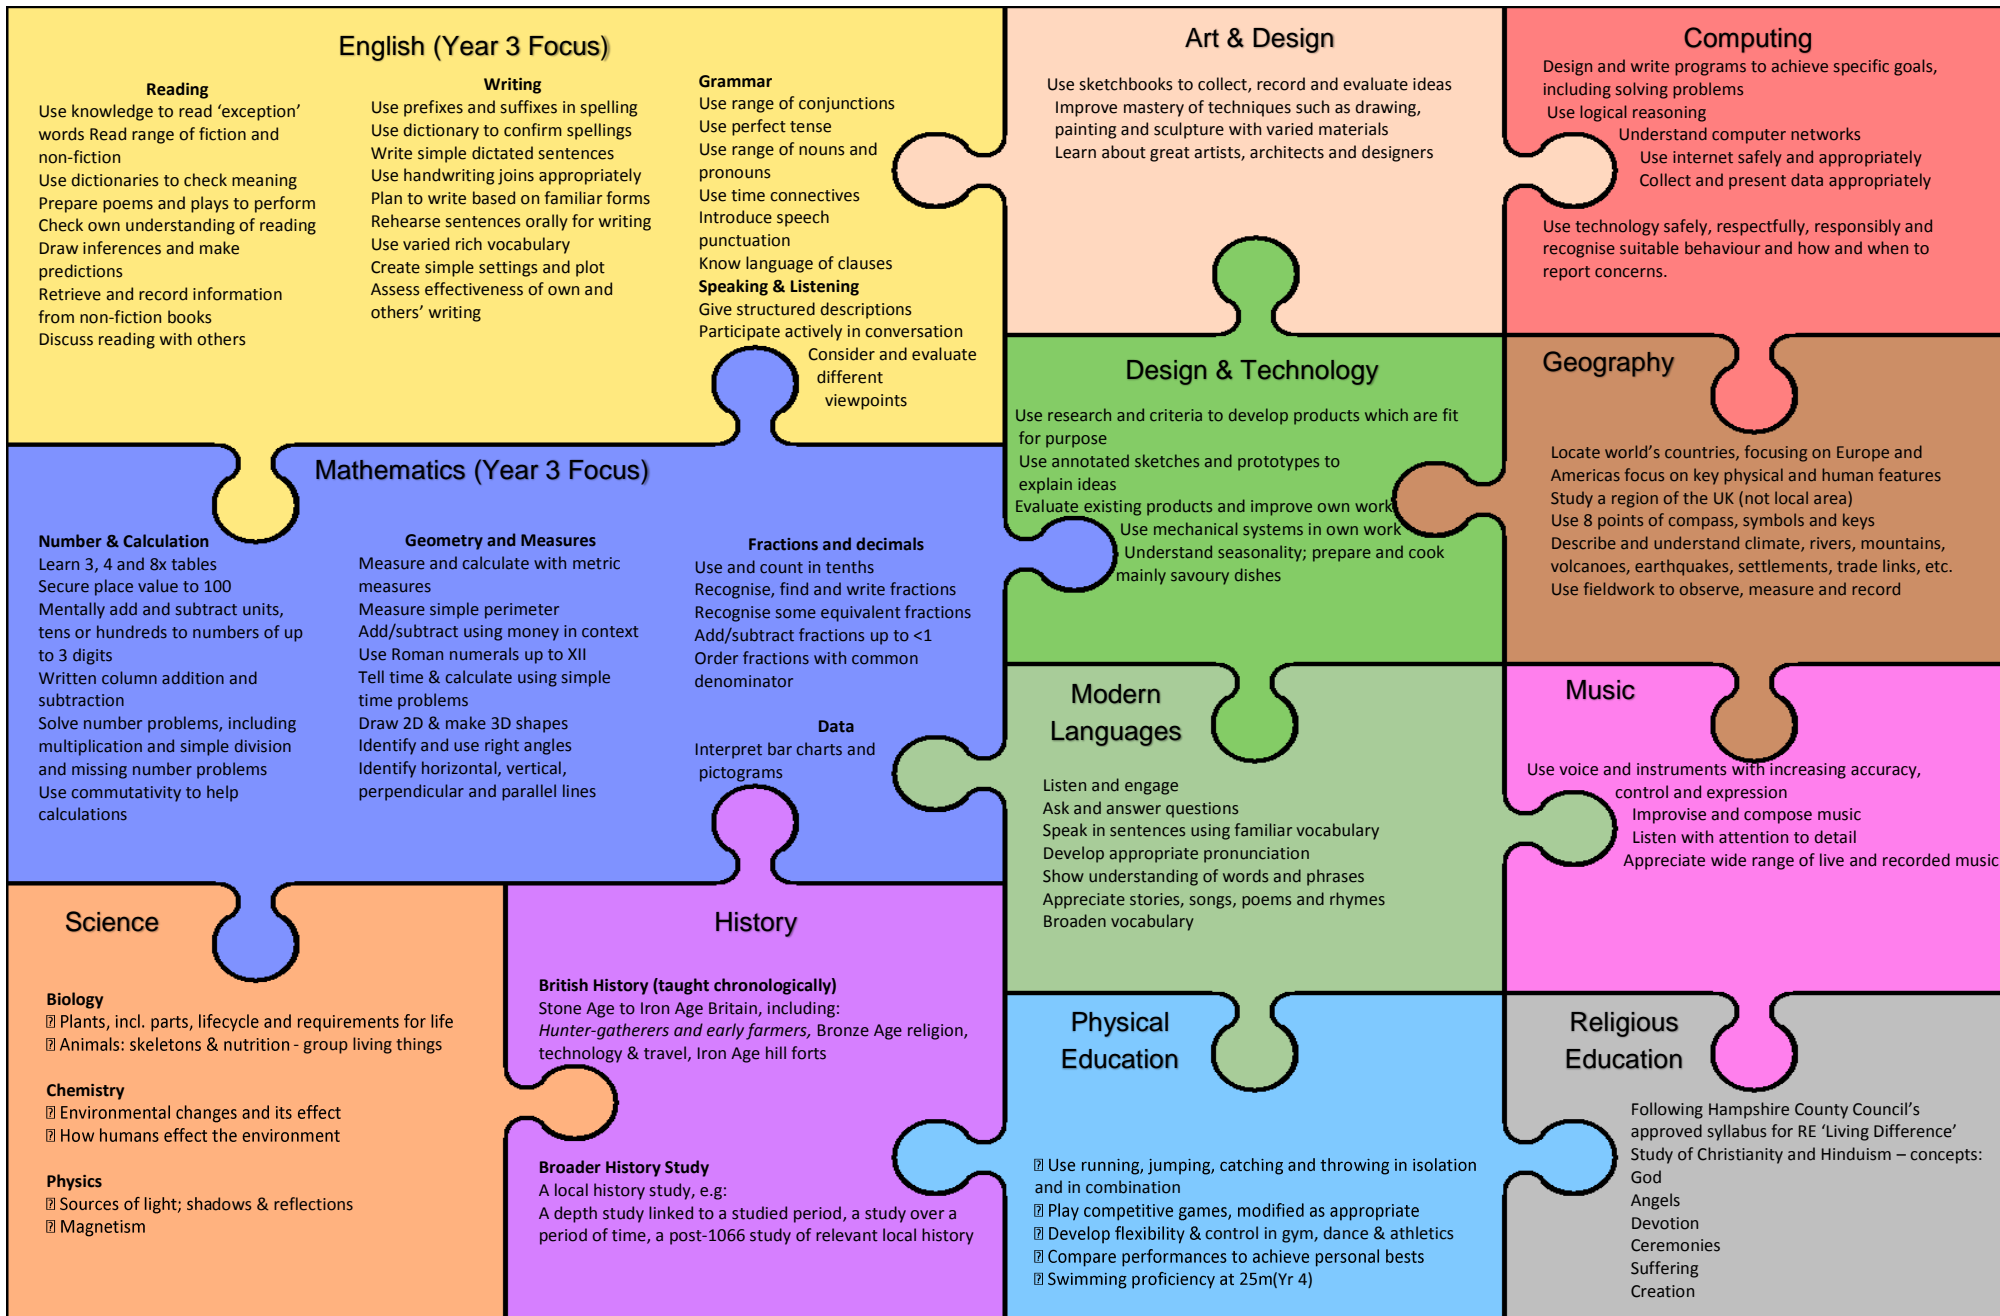 English (Year 3 Focus)
Reading
Use knowledge to read ‘exception’
words Read range of fiction and
non-fiction
Use dictionaries to check meaning
Prepare poems and plays to perform
Check own understanding of reading
Draw inferences and make
predictions
Retrieve and record information
from non-fiction books
Discuss reading with others
Writing
Use prefixes and suffixes in spelling
Use dictionary to confirm spellings
Write simple dictated sentences
Use handwriting joins appropriately
Plan to write based on familiar forms
Rehearse sentences orally for writing
Use varied rich vocabulary
Create simple settings and plot
Assess effectiveness of own and
others’ writing
Grammar
Use range of conjunctions
Use perfect tense
Use range of nouns and
pronouns
Use time connectives
Introduce speech
punctuation
Know language of clauses
Speaking & Listening
Give structured descriptions
Participate actively in conversation
Consider and evaluate
different
viewpoints
Art & Design
Use sketchbooks to collect, record and evaluate ideas
Improve mastery of techniques such as drawing,
painting and sculpture with varied materials
Learn about great artists, architects and designers
Computing
Design and write programs to achieve specific goals,
including solving problems
Use logical reasoning
Understand computer networks
Use internet safely and appropriately
Collect and present data appropriately
Use technology safely, respectfully, responsibly and
recognise suitable behaviour and how and when to
report concerns.
Mathematics (Year 3 Focus)
Number & Calculation
Learn 3, 4 and 8x tables
Secure place value to 100
Mentally add and subtract units,
tens or hundreds to numbers of up
to 3 digits
Written column addition and
subtraction
Solve number problems, including
multiplication and simple division
and missing number problems
Use commutativity to help
calculations
Geometry and Measures
Measure and calculate with metric
measures
Measure simple perimeter
Add/subtract using money in context
Use Roman numerals up to XII
Tell time & calculate using simple
time problems
Draw 2D & make 3D shapes
Identify and use right angles
Identify horizontal, vertical,
perpendicular and parallel lines
Fractions and decimals
Use and count in tenths
Recognise, find and write fractions
Recognise some equivalent fractions
Add/subtract fractions up to <1
Order fractions with common
denominator
Data
Interpret bar charts and
pictograms
Design & Technology
Use research and criteria to develop products which are fit
for purpose
Use annotated sketches and prototypes to
explain ideas
Evaluate existing products and improve own work
Use mechanical systems in own work
Understand seasonality; prepare and cook
mainly savoury dishes
Geography
Locate world’s countries, focusing on Europe and
Americas focus on key physical and human features
Study a region of the UK (not local area)
Use 8 points of compass, symbols and keys
Describe and understand climate, rivers, mountains,
volcanoes, earthquakes, settlements, trade links, etc.
Use fieldwork to observe, measure and record
Modern
Languages
Listen and engage
Ask and answer questions
Speak in sentences using familiar vocabulary
Develop appropriate pronunciation
Show understanding of words and phrases
Appreciate stories, songs, poems and rhymes
Broaden vocabulary
Music
Use voice and instruments with increasing accuracy,
control and expression
Improvise and compose music
Listen with attention to detail
Appreciate wide range of live and recorded music
Science
Biology
Plants, incl. parts, lifecycle and requirements for life
Animals: skeletons & nutrition - group living things
Chemistry
Environmental changes and its effect
How humans effect the environment
Physics
Sources of light; shadows & reflections
Magnetism
History
British History (taught chronologically)
Stone Age to Iron Age Britain, including:
Hunter-gatherers and early farmers, Bronze Age religion,
technology & travel, Iron Age hill forts
Broader History Study
A local history study, e.g:
A depth study linked to a studied period, a study over a
period of time, a post-1066 study of relevant local history
Physical
Education
Use running, jumping, catching and throwing in isolation
and in combination
Play competitive games, modified as appropriate
Develop flexibility & control in gym, dance & athletics
Compare performances to achieve personal bests
Swimming proficiency at 25m(Yr 4)
Religious
Education
Following Hampshire County Council’s
approved syllabus for RE ‘Living Difference’
Study of Christianity and Hinduism – concepts:
God
Angels
Devotion
Ceremonies
Suffering
Creation